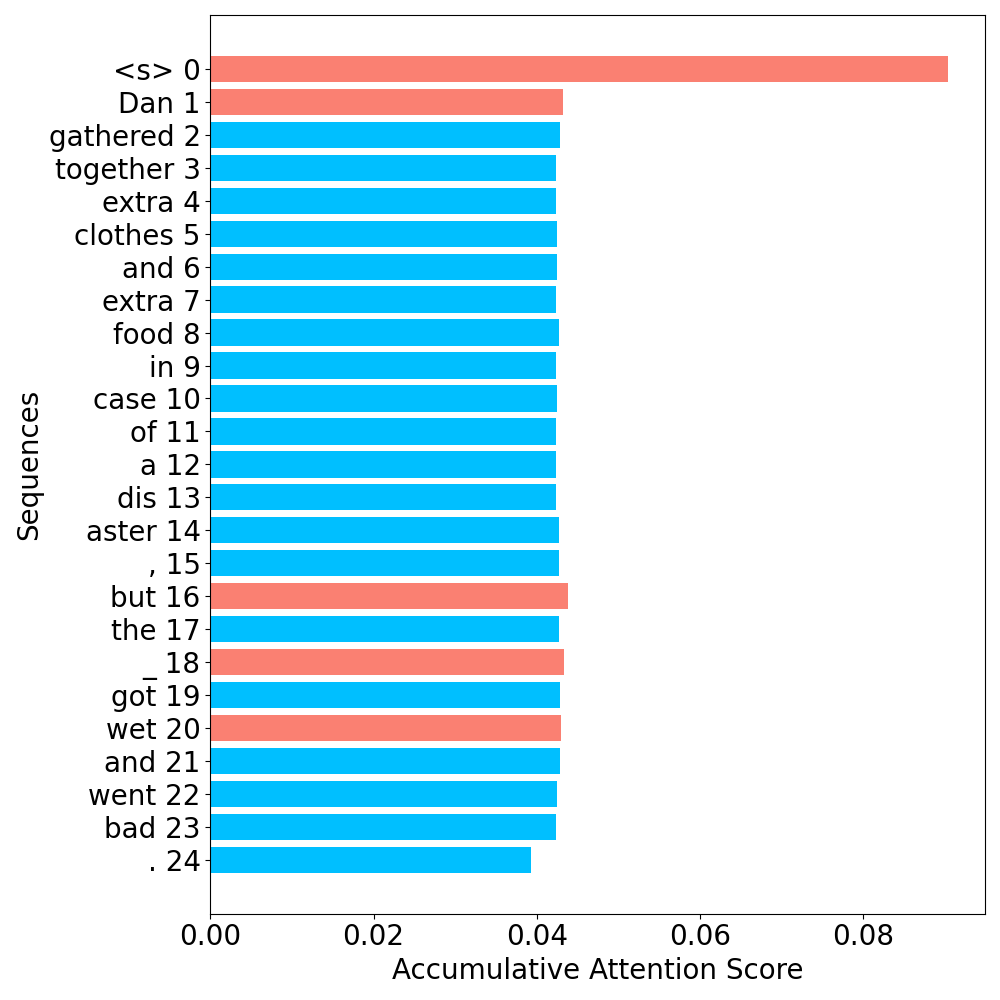 <s> 0
Dan 1
gathered 2
together 3
extra 4
clothes 5
and 6
extra 7
food 8
in 9
case 10
of 11
a 12
dis 13
aster 14
, 15
but 16
the 17
_ 18
got 19
wet 20
and 21
went 22
bad 23
. 24
Sequences
0.00 0.02 0.04 0.06 0.08
Accumulative Attention Score